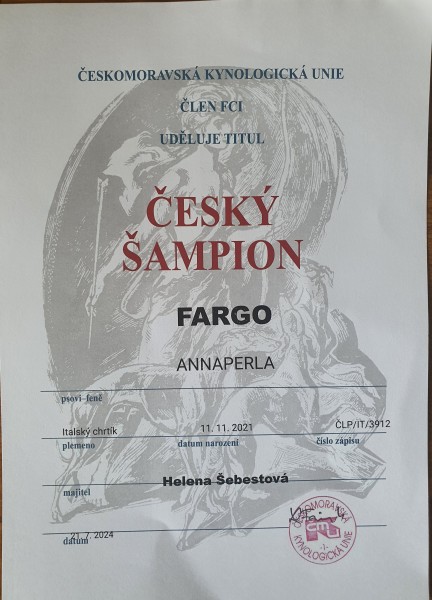 ČESKOMORAVSKÁ KYNOLOGICKÁ UNIE
ČLEN FCI
UDĚLUJE TITUL
ČESKÝ
ŠAMPION
FARGO
ANNAPERLA
psovi–feně
Italský chrtík 11. 11. 2021 ČLP/IT/3912
plemeno datum narození číslo zápisu
Helena Šebestová
majitel
21. 7. 2024
datum
ČESKOMORAVSKÁ
KYNOLOGICKÁ UNIE
-1-